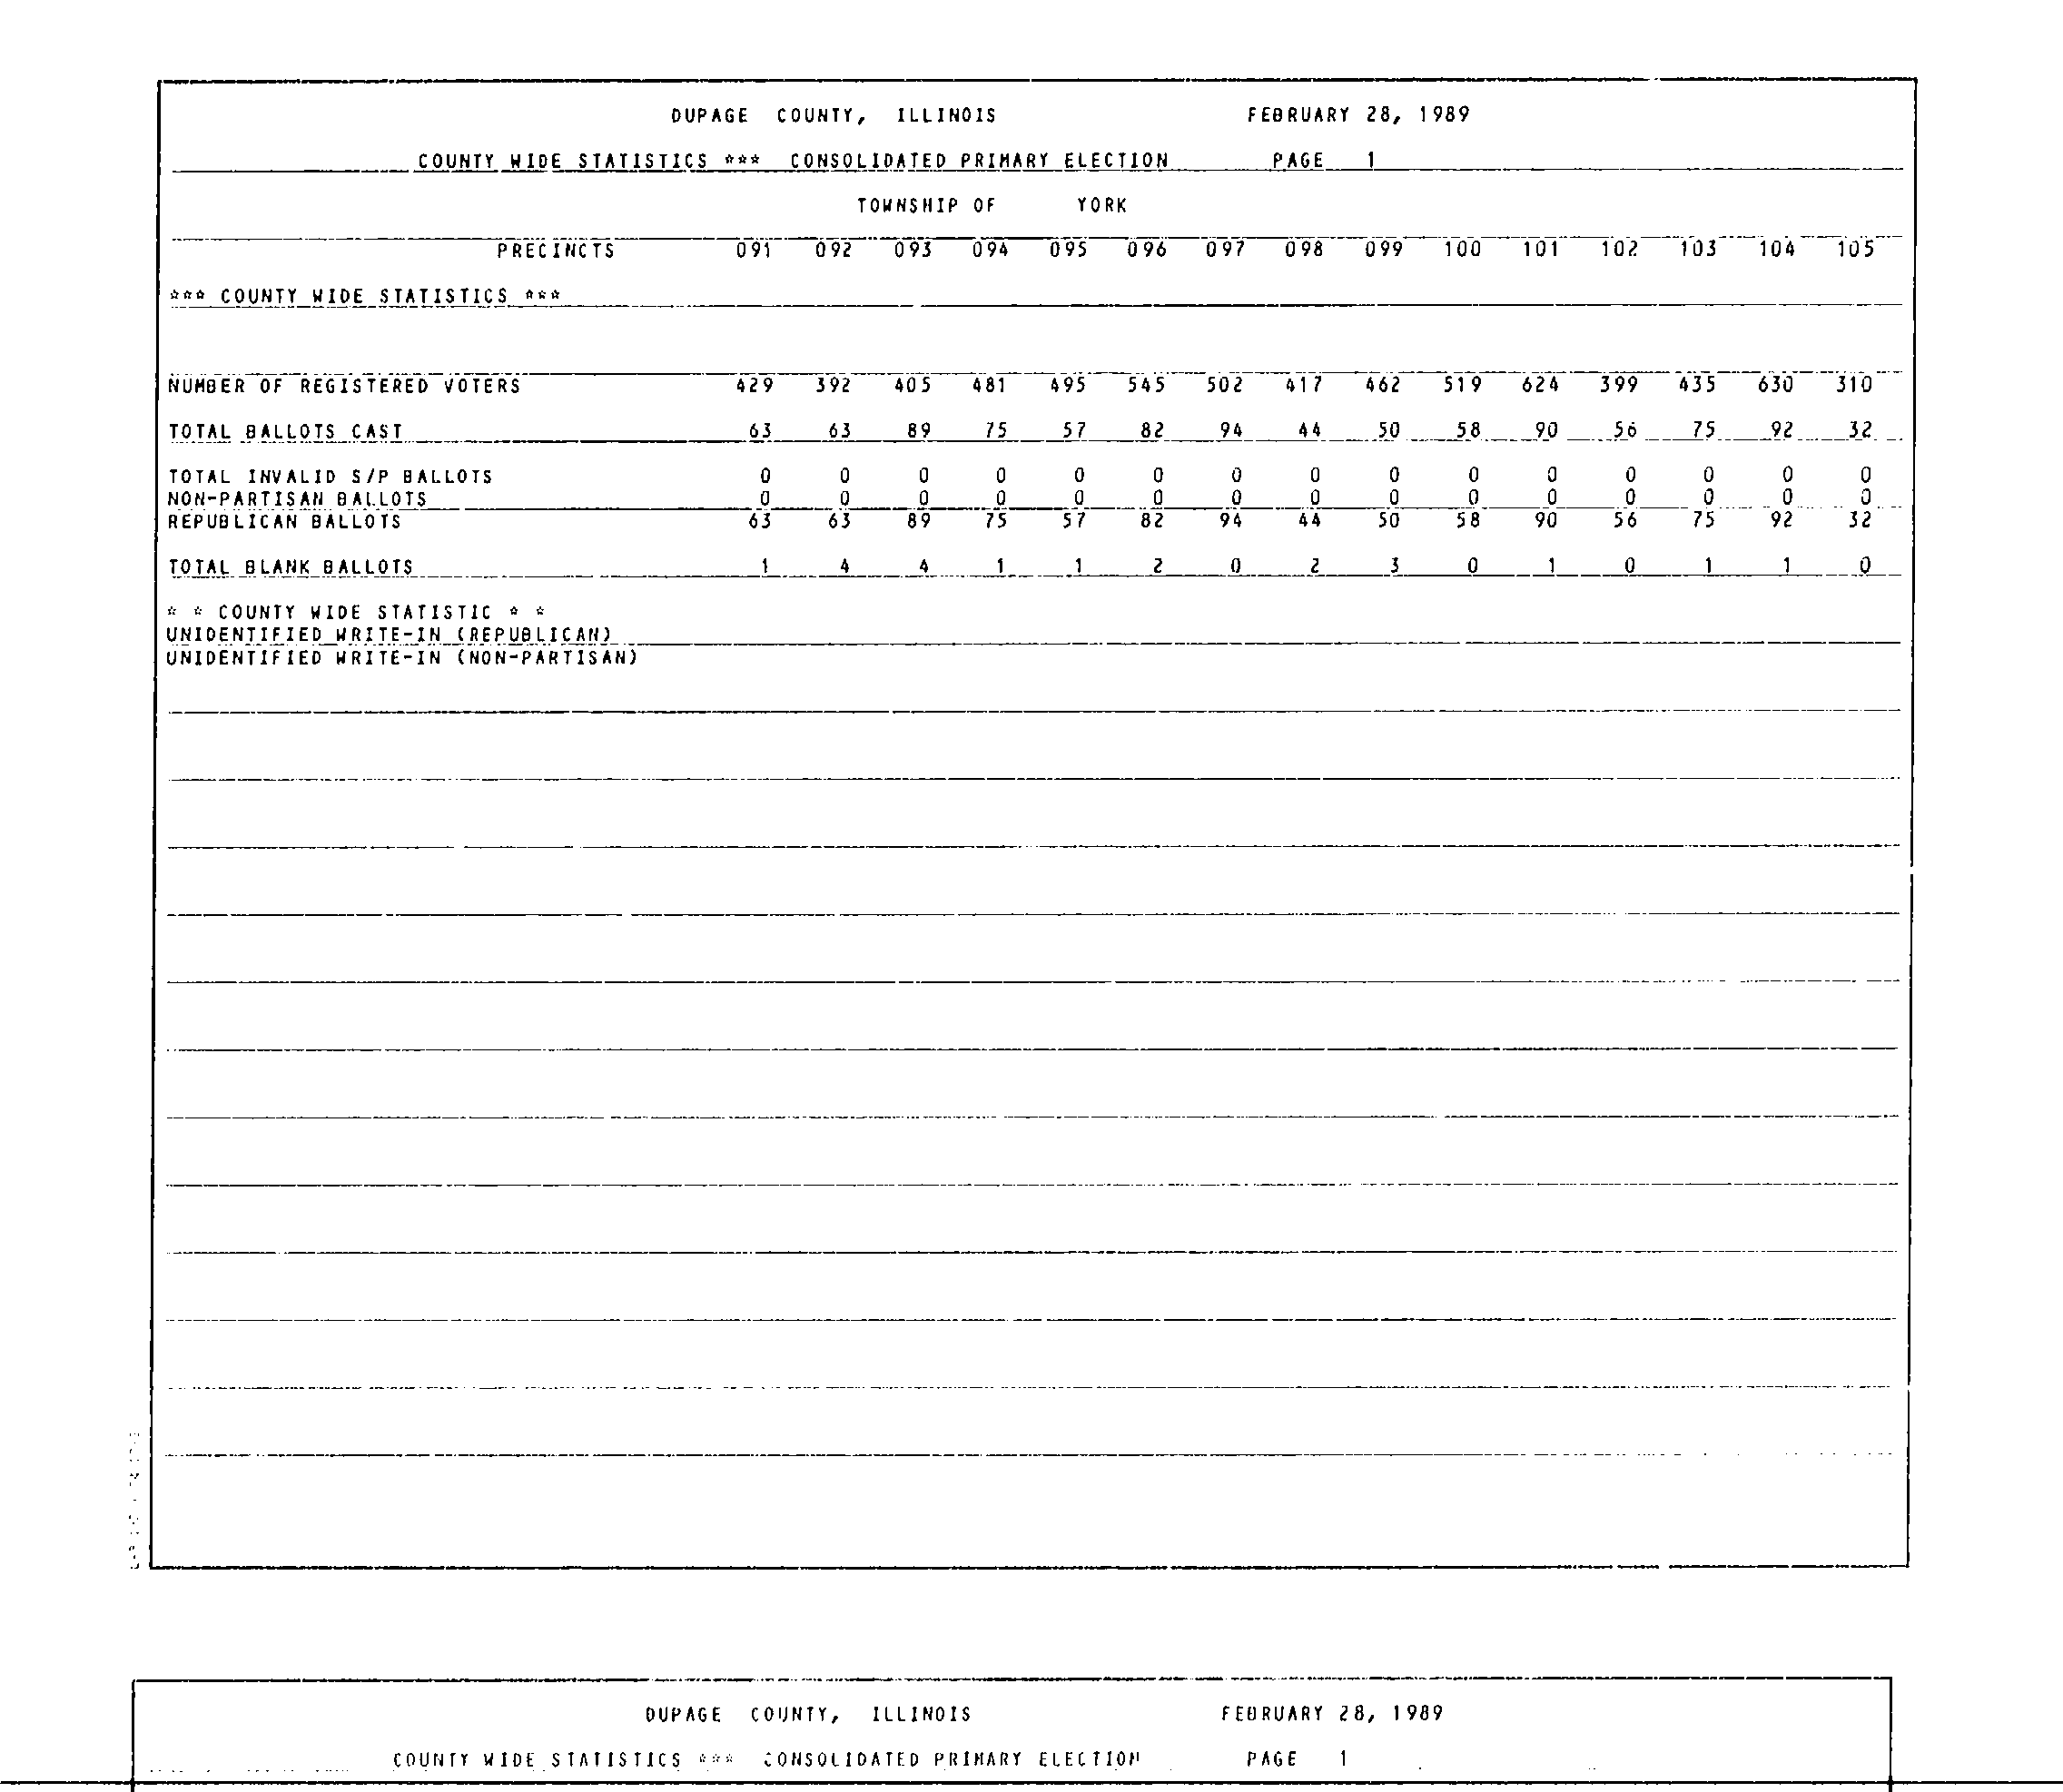 DUPAGE COUNTY, ILLINOIS FEBRUARY 28, 1989
COUNTY WIDE STATISTICS *** CONSOLIDATED PRIMARY ELECTION PAGE 1
TOWNSHIP OF YORK
PRECINCTS 091 092 093 094 095 096 097 098 099 100 101 102 103 104 105
*** COUNTY WIDE STATISTICS ***
NUMBER OF REGISTERED VOTERS 429 392 405 481 495 545 502 417 462 519 624 399 435 630 310
TOTAL BALLOTS CAST 63 63 89 75 57 82 94 44 50 58 90 56 75 92 32
TOTAL INVALID S/P BALLOTS 0 0 0 0 0 0 0 0 0 0 0 0 0 0 0
NON-PARTISAN BALLOTS 0 0 0 0 0 0 0 0 0 0 0 0 0 0 0
REPUBLICAN BALLOTS 63 63 89 75 57 82 94 44 50 58 90 56 75 92 32
TOTAL BLANK BALLOTS 1 4 4 1 1 2 0 2 3 0 1 0 1 1 0
* * COUNTY WIDE STATISTIC * *
UNIDENTIFIED WRITE-IN (REPUBLICAN)
UNIDENTIFIED WRITE-IN (NON-PARTISAN)
DUPAGE COUNTY, ILLINOIS FEBRUARY 28, 1989
COUNTY WIDE STATISTICS *** CONSOLIDATED PRIMARY ELECTION PAGE 1